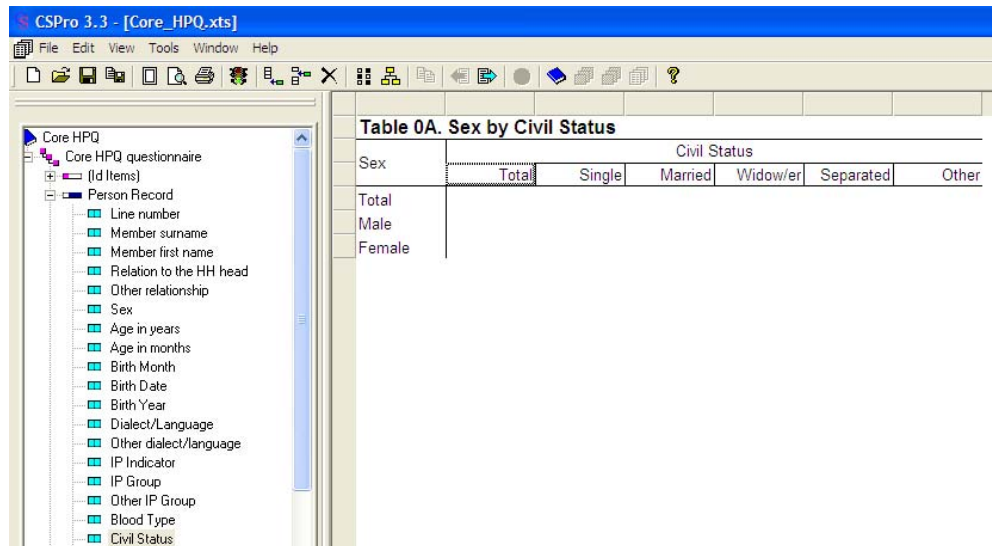 CSPro 3.3 - [Core_HPQ.xts]
File Edit View Tools Window Help
Core HPQ
Core HPQ questionnaire
(Id Items)
Person Record
Line number
Member surname
Member first name
Relation to the HH head
Other relationship
Sex
Age in years
Age in months
Birth Month
Birth Date
Birth Year
Dialect/Language
Other dialect/language
IP Indicator
IP Group
Other IP Group
Blood Type
Civil Status
Table 0A. Sex by Civil Status
Sex
Civil Status
Total Single Married Widow/er Separated Other
Total
Male
Female